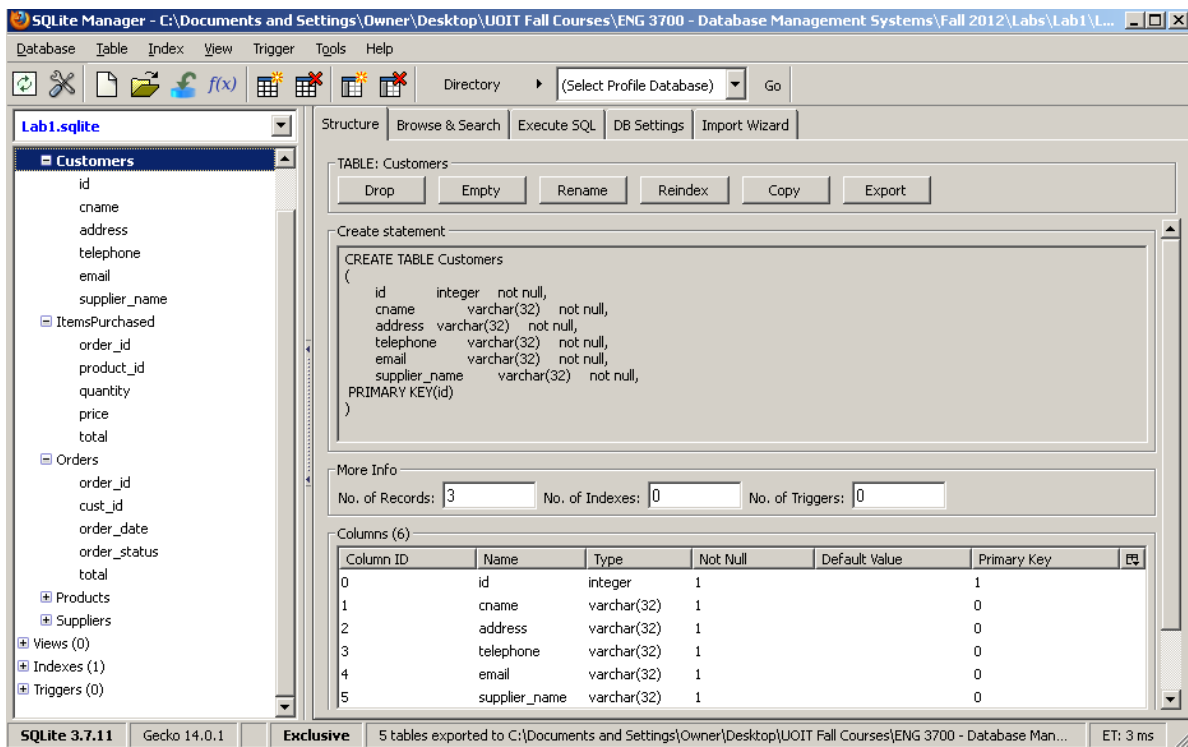 SQLite Manager - C:\Documents and Settings\Owner\Desktop\UOIT Fall Courses\ENG 3700 - Database Management Systems\Fall 2012\Labs\Lab1\L...
Database Table Index View Trigger Tools Help
f(x) Directory (Select Profile Database) Go
Lab1.sqlite
Customers
id
cname
address
telephone
email
supplier_name
ItemsPurchased
order_id
product_id
quantity
price
total
Orders
order_id
cust_id
order_date
order_status
total
Products
Suppliers
Views (0)
Indexes (1)
Triggers (0)
Structure Browse & Search Execute SQL DB Settings Import Wizard
TABLE: Customers
Drop Empty Rename Reindex Copy Export
Create statement
CREATE TABLE Customers
(
id integer not null,
cname varchar(32) not null,
address varchar(32) not null,
telephone varchar(32) not null,
email varchar(32) not null,
supplier_name varchar(32) not null,
PRIMARY KEY(id)
)
More Info
No. of Records: 3 No. of Indexes: 0 No. of Triggers: 0
Columns (6)
Column ID Name Type Not Null Default Value Primary Key
0 id integer 1 1
1 cname varchar(32) 1 0
2 address varchar(32) 1 0
3 telephone varchar(32) 1 0
4 email varchar(32) 1 0
5 supplier_name varchar(32) 1 0
SQLite 3.7.11 Gecko 14.0.1 Exclusive 5 tables exported to C:\Documents and Settings\Owner\Desktop\UOIT Fall Courses\ENG 3700 - Database Man... ET: 3 ms